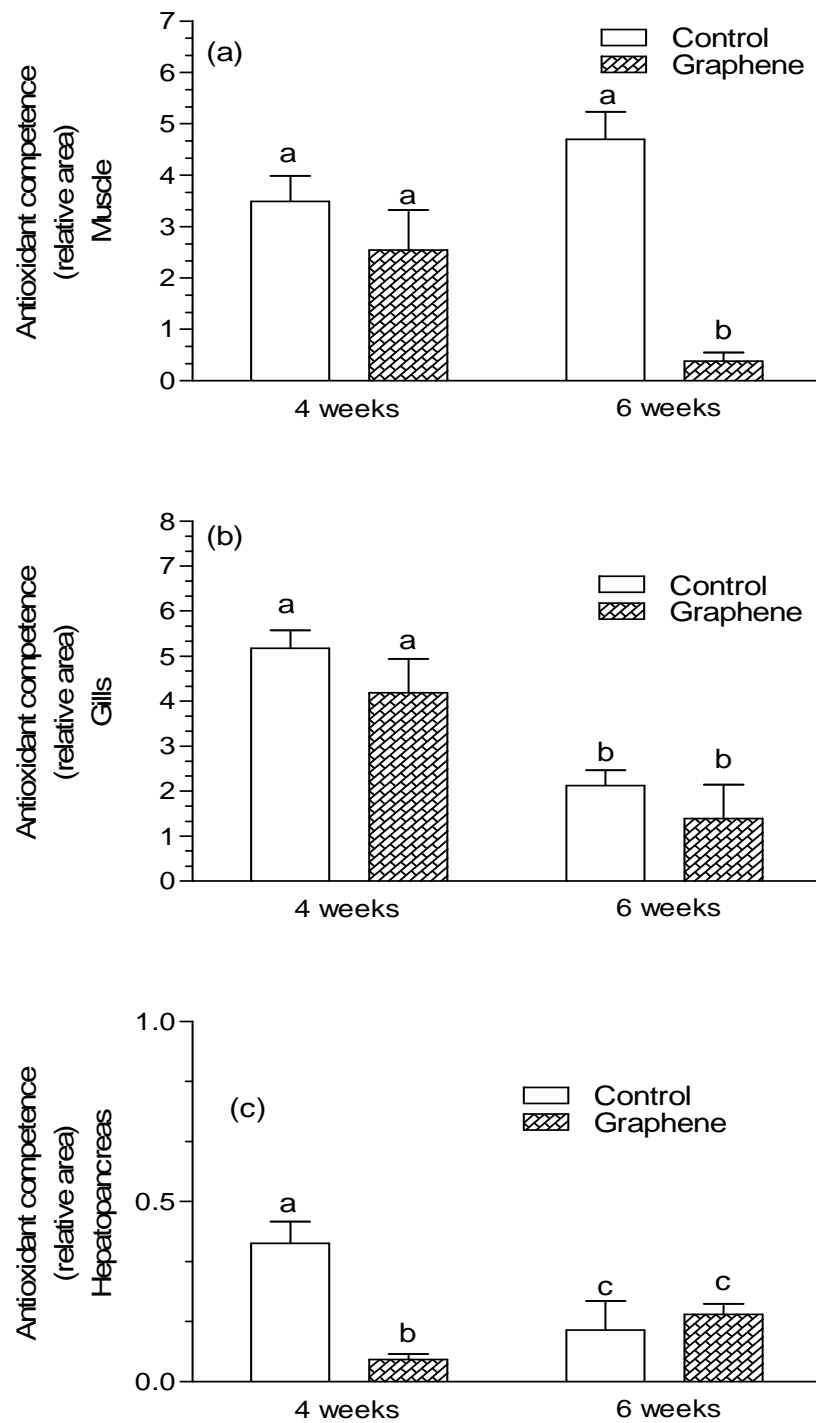 Antioxidant competence
(relative area)
Muscle
7
6
5
4
3
2
1
0
(a)
Control
Graphene
a
a
a
b
4 weeks
6 weeks
Antioxidant competence
(relative area)
Gills
8
7
6
5
4
3
2
1
0
(b)
Control
Graphene
a
a
b
b
4 weeks
6 weeks
Antioxidant competence
(relative area)
Hepatopancreas
1.0
0.5
0.0
(c)
Control
Graphene
a
b
c
c
4 weeks
6 weeks